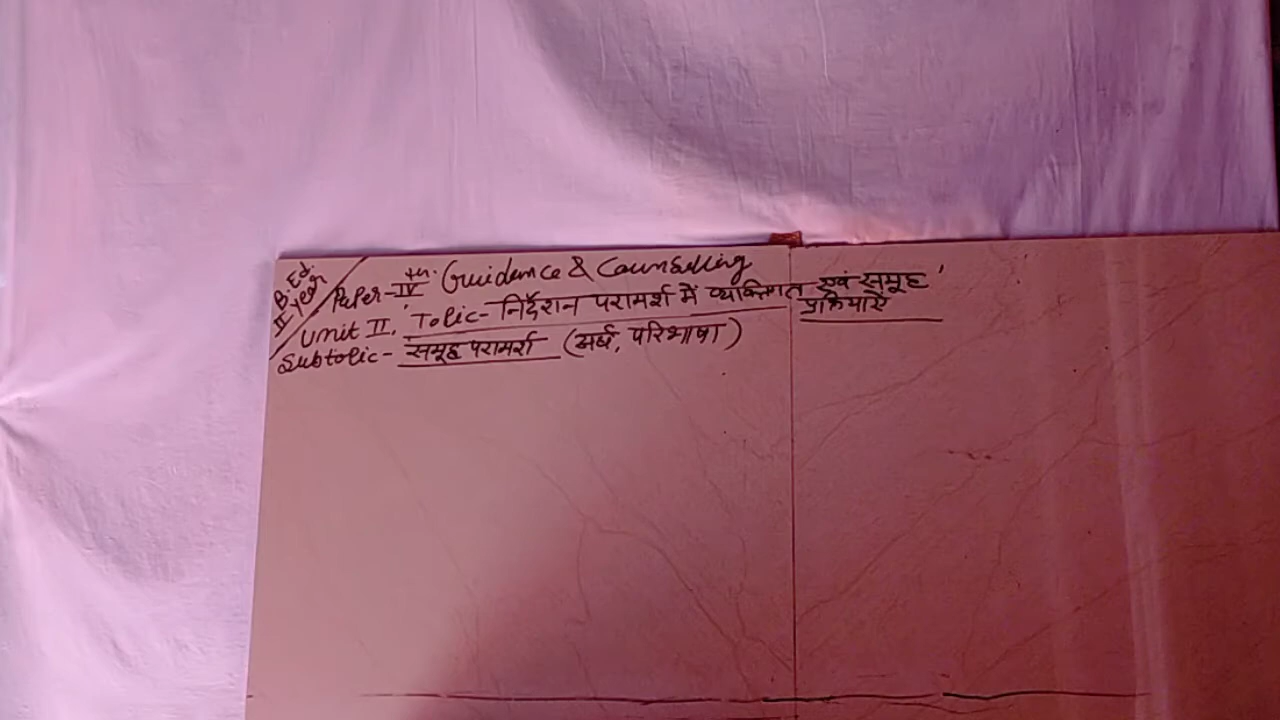 B.Ed.
II Year
Paper-IVth. Guidence & Counselling
Unit II. Topic- निर्देशन परामर्श में व्यक्तिगत एवं समूह प्रक्रियाएँ
Subtopic- समूह परामर्श (अर्थ, परिभाषा)